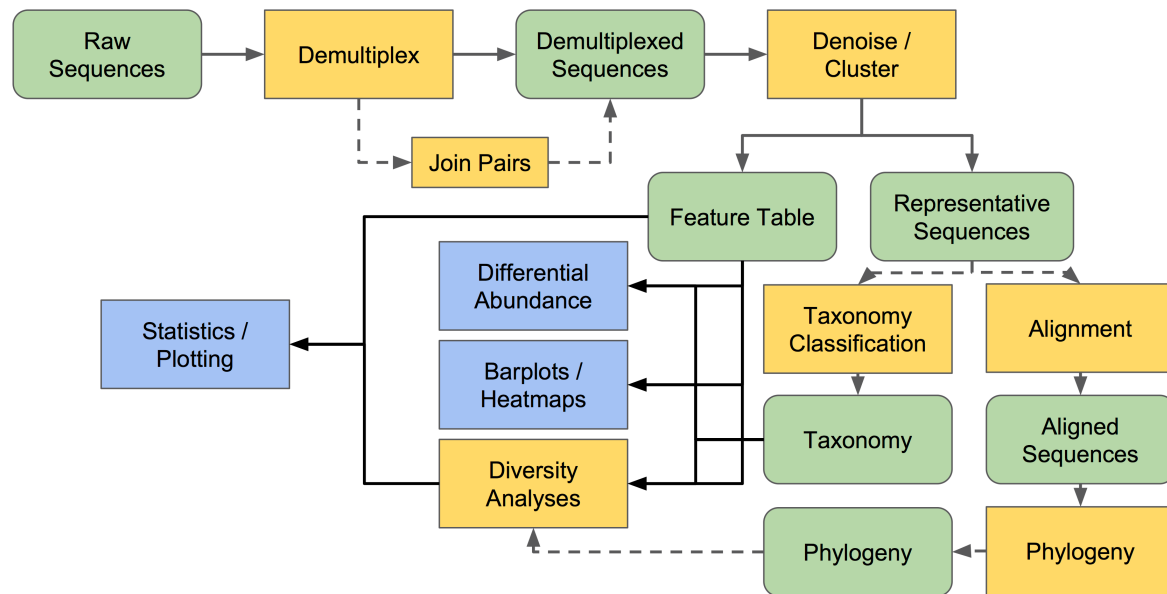 Raw
Sequences
Demultiplex
Demultiplexed
Sequences
Denoise /
Cluster
Join Pairs
Feature Table
Representative
Sequences
Differential
Abundance
Taxonomy
Classification
Alignment
Statistics /
Plotting
Barplots /
Heatmaps
Taxonomy
Aligned
Sequences
Diversity
Analyses
Phylogeny
Phylogeny